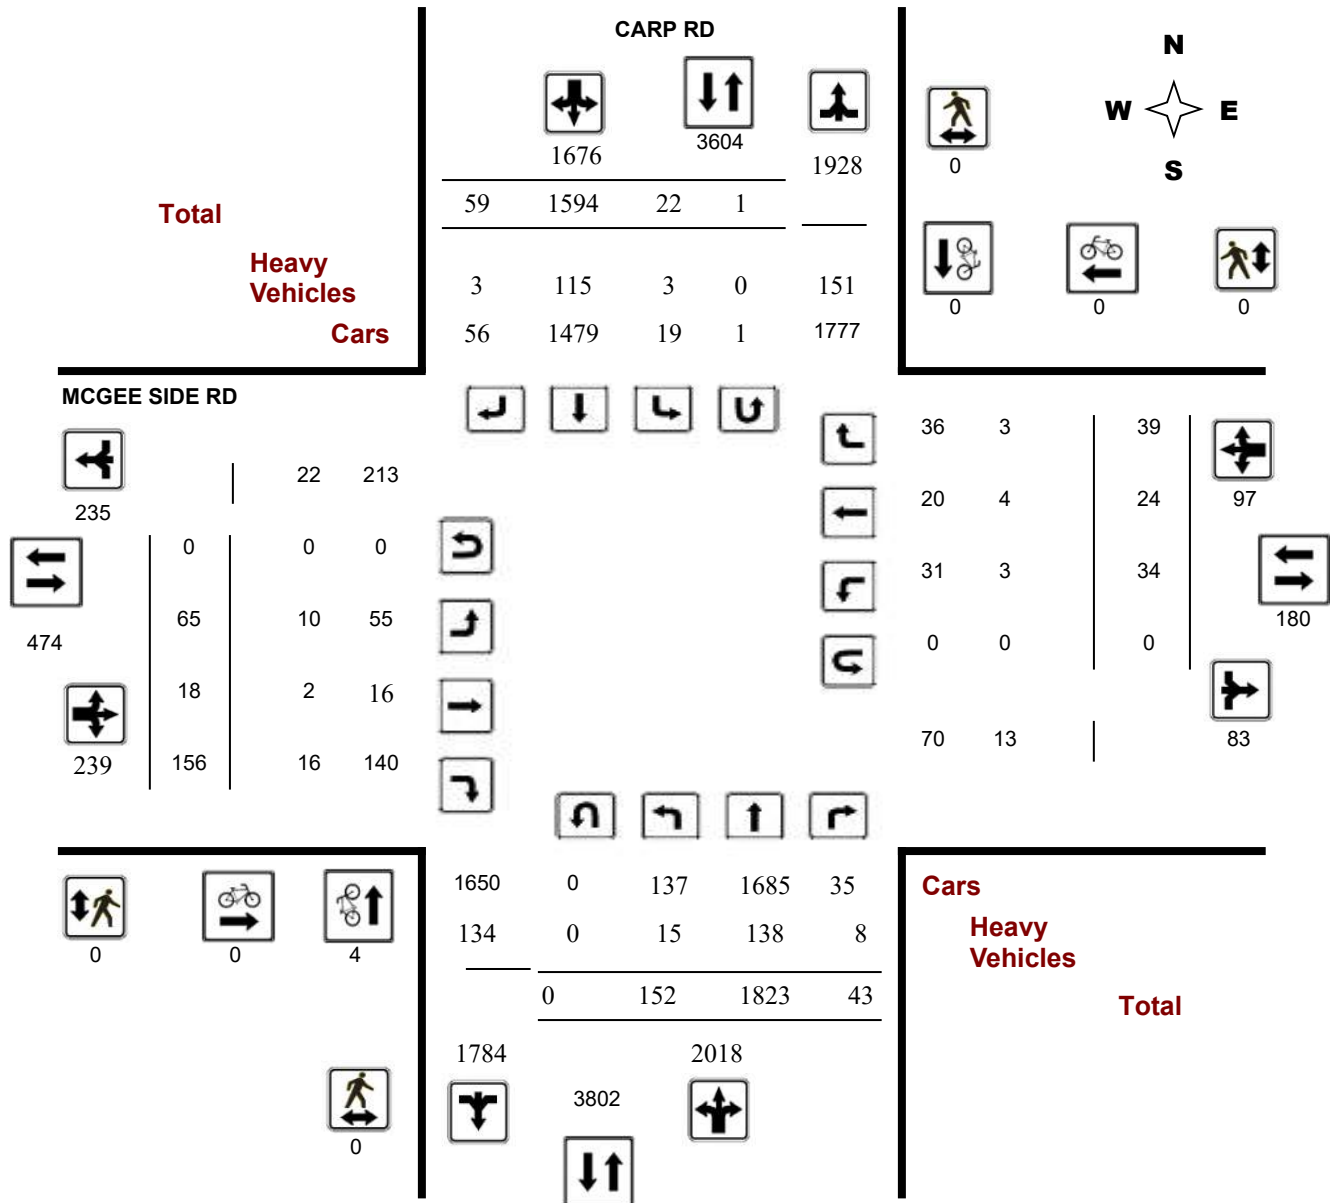 CARP RD
N
W E
S
1676 3604 1928
0
59 1594 22 1
Total
Heavy
Vehicles
3 115 3 0 151
0 0 0
Cars
56 1479 19 1 1777
MCGEE SIDE RD
36 3 39
22 213
235
20 4 24 97
0 0 0
31 3 34
65 10 55
474
180
0 0 0
18 2 16
239 156 16 140
70 13 83
1650 0 137 1685 35
Cars
134 0 15 138 8
Heavy
Vehicles
0 0 4
0 152 1823 43
Total
1784 2018
3802
0